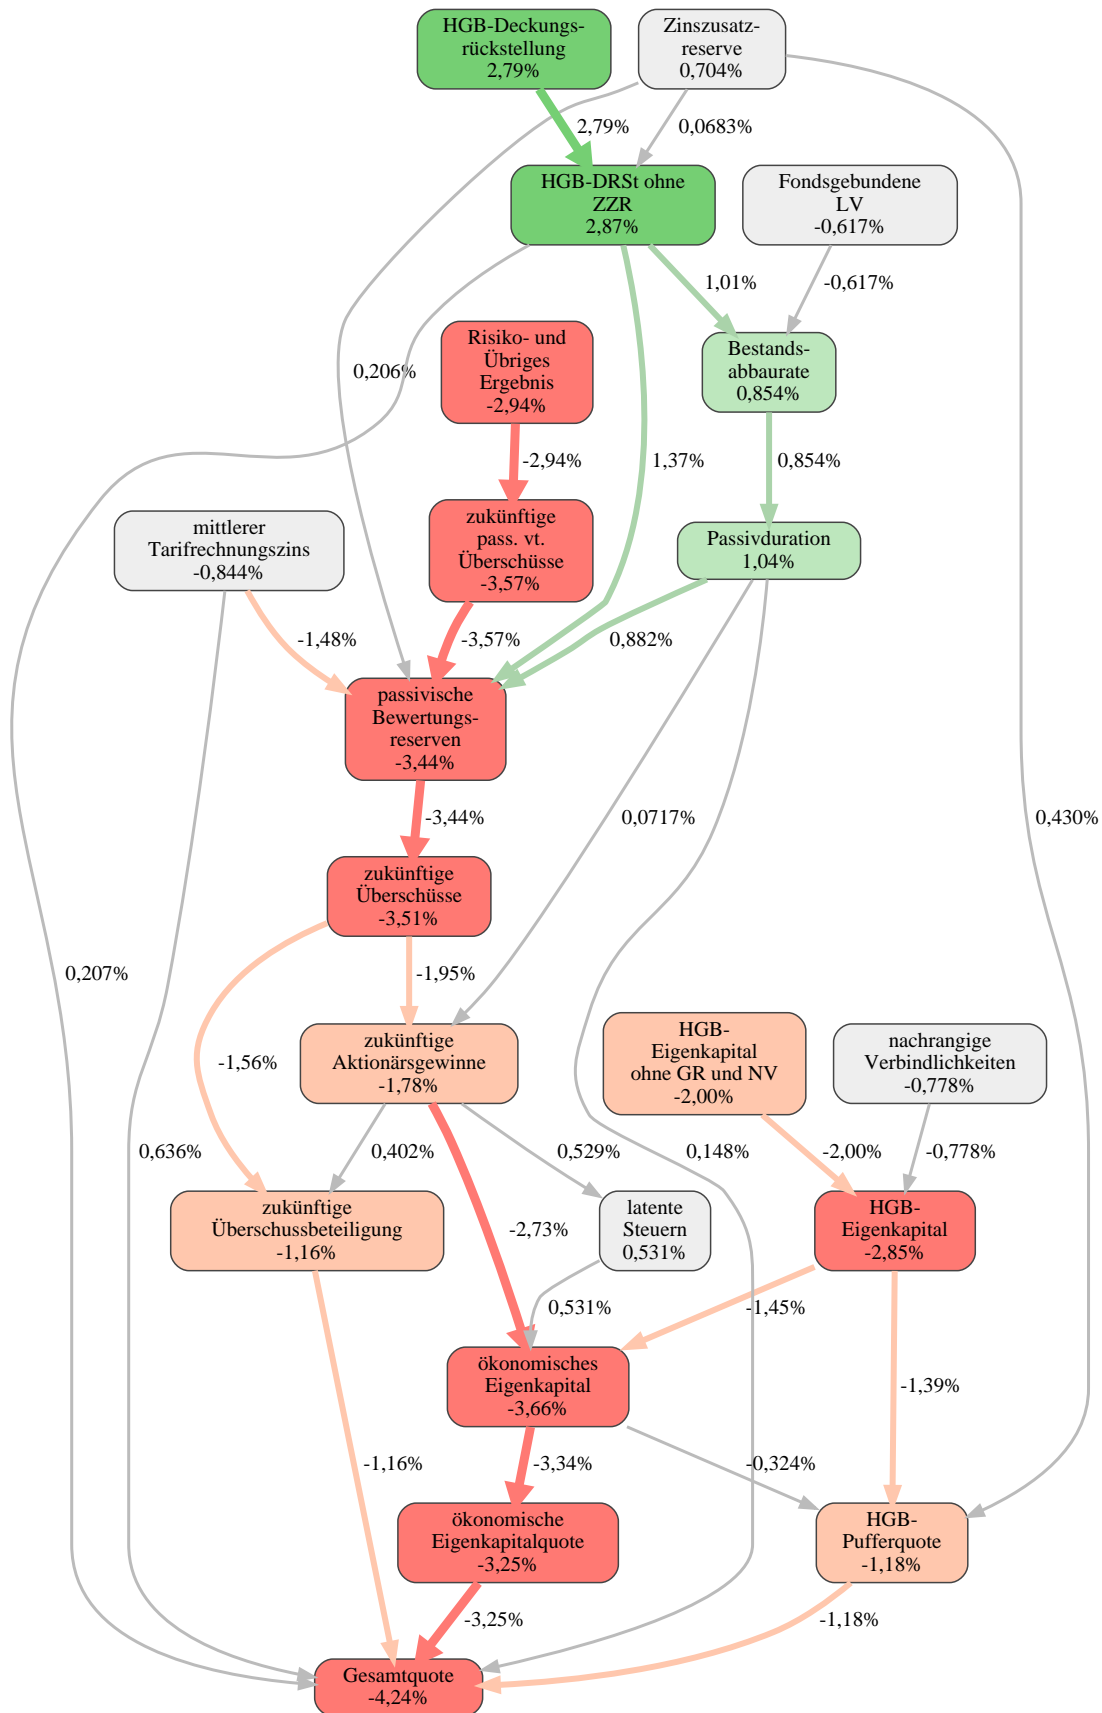 HGB-Deckungs-
rückstellung
2,79%
Zinszusatz-
reserve
0,704%
2,79%
0,0683%
HGB-DRSt ohne
ZZR
2,87%
Fondsgebundene
LV
-0,617%
1,01%
-0,617%
Risiko- und
Übriges
Ergebnis
-2,94%
Bestands-
abbaurate
0,854%
0,206%
-2,94%
1,37%
0,854%
mittlerer
Tarifrechnungszins
-0,844%
zukünftige
pass. vt.
Überschüsse
-3,57%
Passivduration
1,04%
-1,48%
-3,57%
0,882%
passivische
Bewertungs-
reserven
-3,44%
-3,44%
0,0717%
0,430%
zukünftige
Überschüsse
-3,51%
0,207%
-1,95%
zukünftige
Aktionärsgewinne
-1,78%
HGB-
Eigenkapital
ohne GR und NV
-2,00%
nachrangige
Verbindlichkeiten
-0,778%
-1,56%
0,636%
0,402%
0,529%
0,148%
-2,00%
-0,778%
zukünftige
Überschussbeteiligung
-1,16%
-2,73%
latente
Steuern
0,531%
HGB-
Eigenkapital
-2,85%
0,531%
-1,45%
ökonomisches
Eigenkapital
-3,66%
-1,39%
-1,16%
-3,34%
-0,324%
ökonomische
Eigenkapitalquote
-3,25%
HGB-
Pufferquote
-1,18%
-3,25%
-1,18%
Gesamtquote
-4,24%